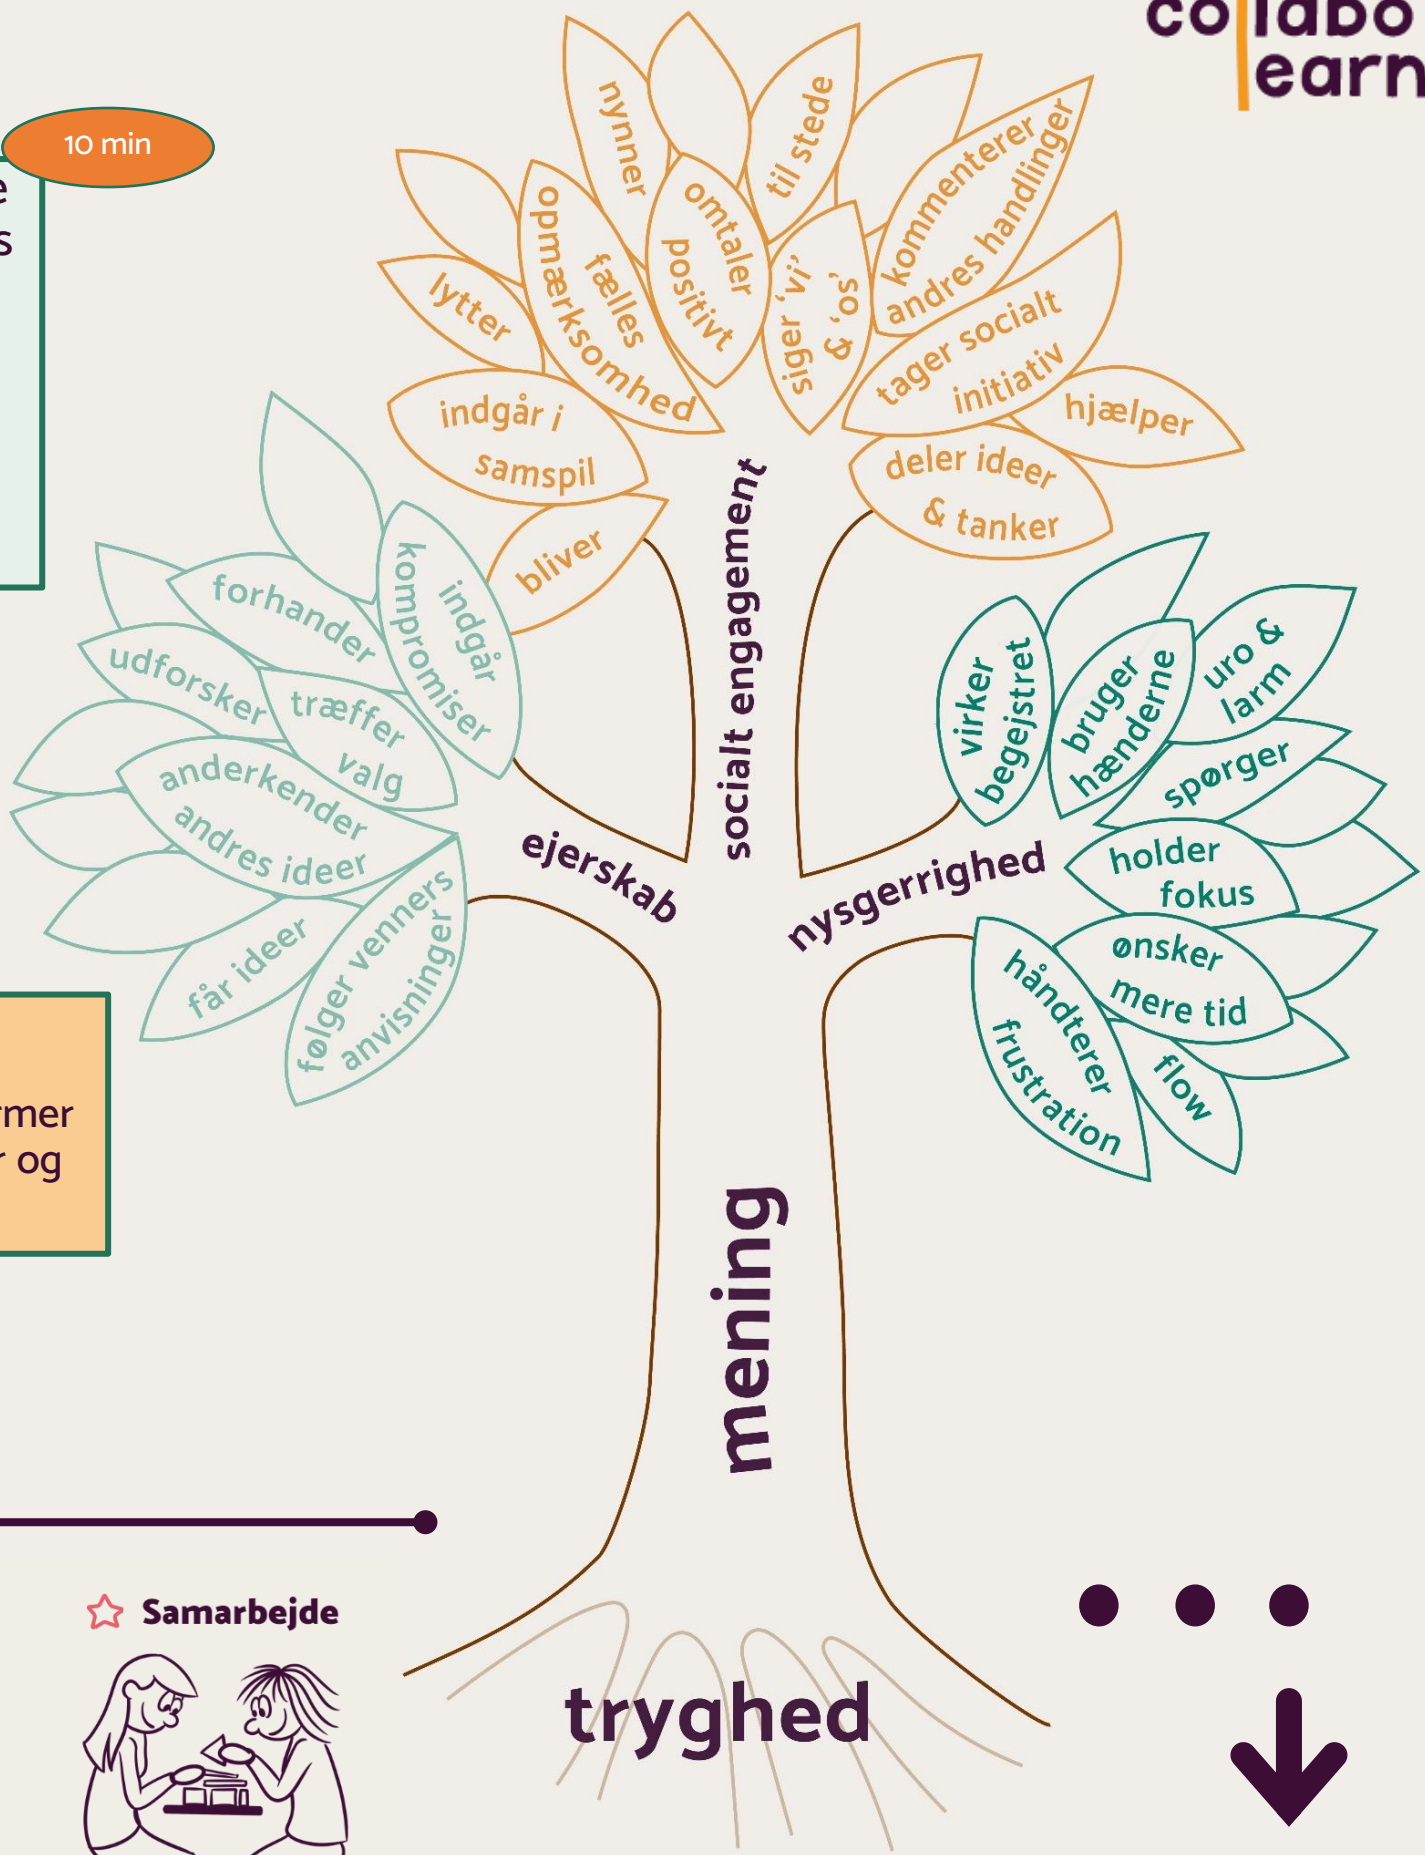 collabo
learn
10 min
e
s
nynner
til stede
kommenterer
andres handlinger
omtaler
positivt
fælles
opmærksomhed
siger 'vi'
& 'os'
lytter
tager socialt
initiativ
hjælper
indgår i
samspil
deler ideer
& tanker
bliver
socialt engagement
indgår
kompromiser
forhander
udforsker
træffer
valg
anderkender
andres ideer
får ideer
følger venners
anvisninger
ejerskab
virker
begejstret
bruger
hænderne
uro &
larm
spørger
holder
fokus
ønsker
mere tid
håndterer
frustration
flow
nysgerrighed
rmer
r og
mening
Samarbejde
tryghed